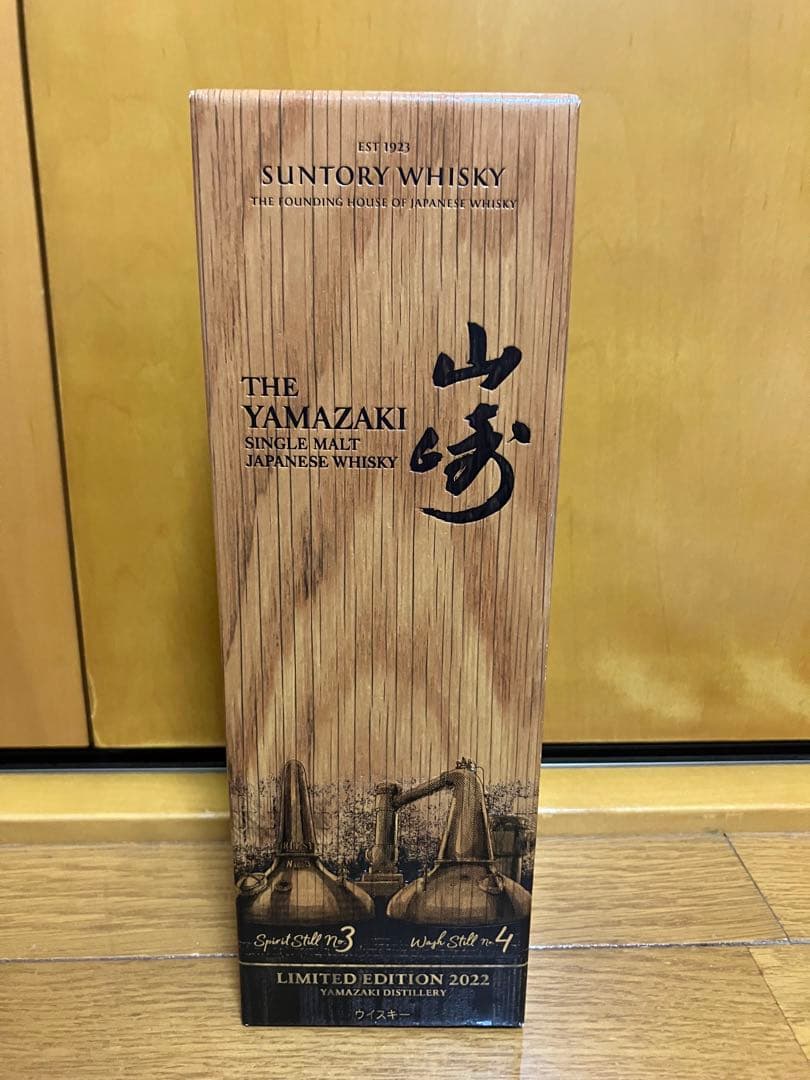 EST 1923
SUNTORY WHISKY
THE FOUNDING HOUSE OF JAPANESE WHISKY
山崎
THE
YAMAZAKI
SINGLE MALT
JAPANESE WHISKY
Spirit Still No.3
Wash Still No.4
LIMITED EDITION 2022
YAMAZAKI DISTILLERY
ウイスキー